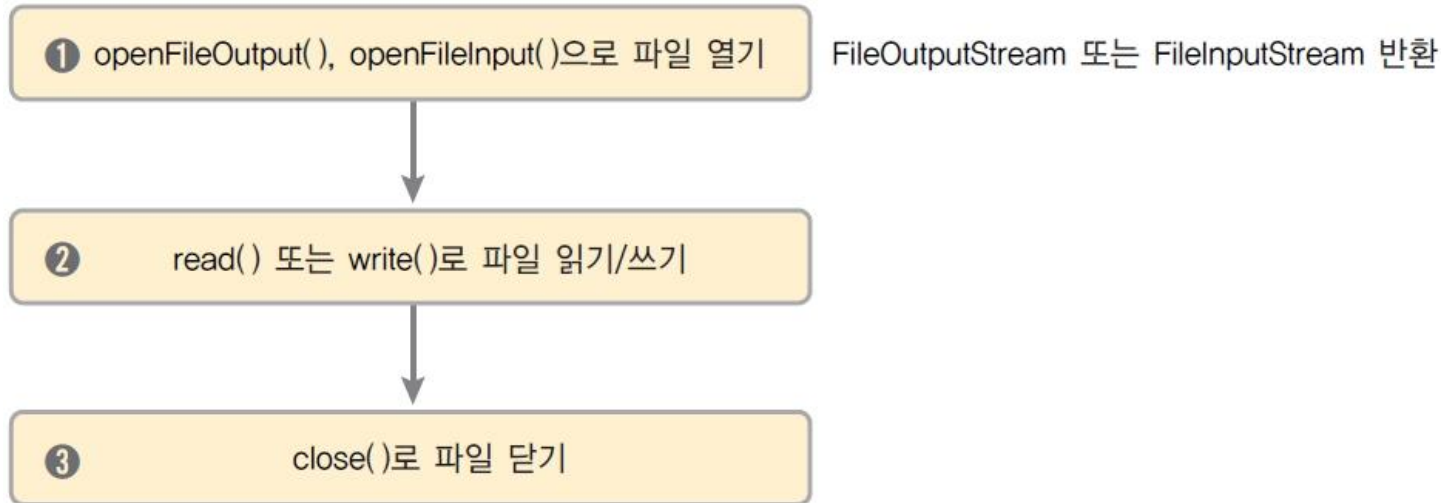 ❶ openFileOutput( ), openFileInput( )으로 파일 열기
FileOutputStream 또는 FileInputStream 반환
❷ read( ) 또는 write( )로 파일 읽기/쓰기
❸ close( )로 파일 닫기